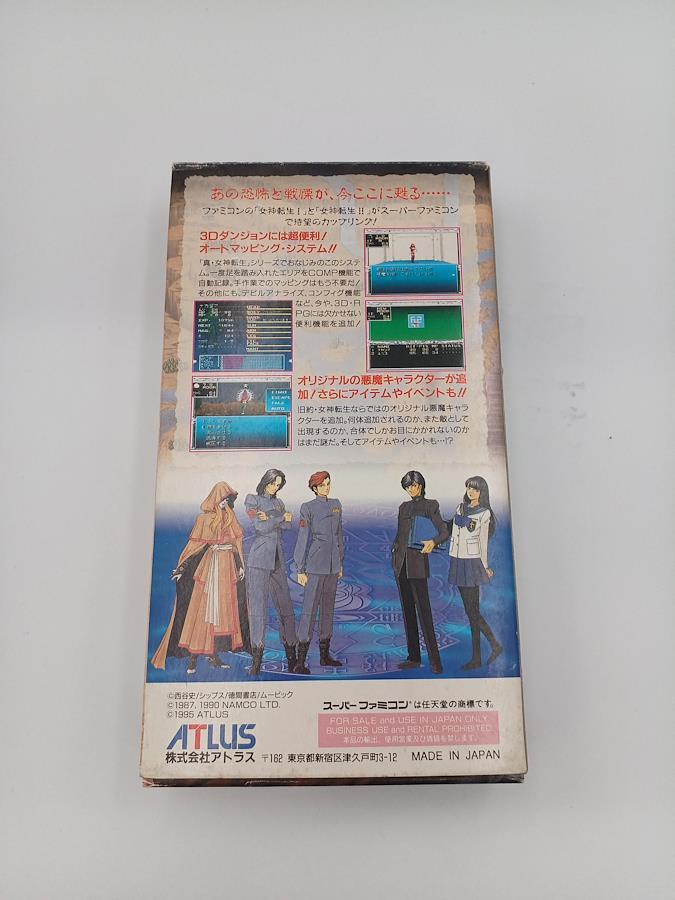 あの恐怖と戦慄が、今ここに甦る……
ファミコンの「女神転生Ⅰ」と「女神転生Ⅱ」がスーパーファミコン
で待望のカップリング!
3Dダンジョンには超便利!
オートマッピング・システム!!
「真・女神転生」シリーズでおなじみのこのシステ
ム。一度足を踏み入れたエリアをCOMP機能で
自動記録。手作業でのマッピングはもう不要だ!
その他にも、デビルアナライズ、コンフィグ機能
など、今や、3D・R
PGには欠かせない
便利機能を追加!
オリジナルの悪魔キャラクターが追
加!さらにアイテムやイベントも!!
旧約・女神転生ならではのオリジナル悪魔キャラ
クターを追加。何体追加されるのか、また敵として
出現するのか、合体でしかお目にかかれないのか
はまだ謎だ。そしてアイテムやイベントも…!?
©西谷史/シップス/徳間書店/ムービック
©1987, 1990 NAMCO LTD.
©1995 ATLUS
ATLUS
株式会社アトラス 〒162 東京都新宿区津久戸町3-12
スーパーファミコン®は任天堂の商標です。
FOR SALE and USE IN JAPAN ONLY.
BUSINESS USE and RENTAL PROHIBITED.
本品の輸出、使用営業及び賃貸を禁じます。
MADE IN JAPAN